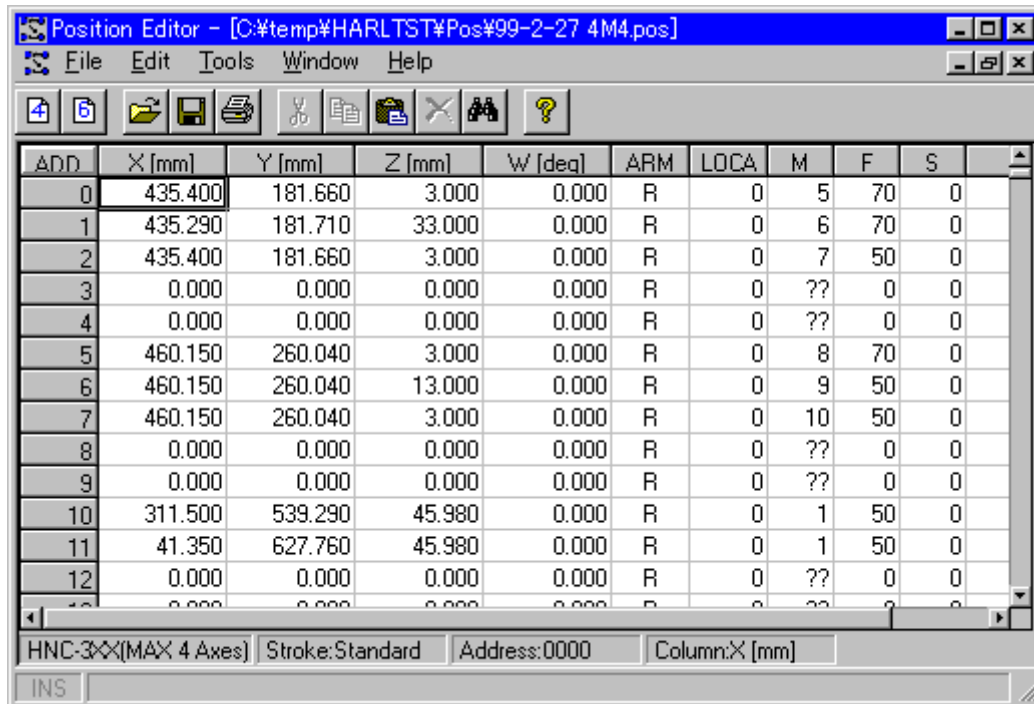 Position Editor - [C:¥temp¥HARLTST¥Pos¥99-2-27 4M4.pos]
File Edit Tools Window Help
4 6 ?
ADD X [mm] Y [mm] Z [mm] W [deg] ARM LOCA M F S
0 435.400 181.660 3.000 0.000 R 0 5 70 0
1 435.290 181.710 33.000 0.000 R 0 6 70 0
2 435.400 181.660 3.000 0.000 R 0 7 50 0
3 0.000 0.000 0.000 0.000 R 0 ?? 0 0
4 0.000 0.000 0.000 0.000 R 0 ?? 0 0
5 460.150 260.040 3.000 0.000 R 0 8 70 0
6 460.150 260.040 13.000 0.000 R 0 9 50 0
7 460.150 260.040 3.000 0.000 R 0 10 50 0
8 0.000 0.000 0.000 0.000 R 0 ?? 0 0
9 0.000 0.000 0.000 0.000 R 0 ?? 0 0
10 311.500 539.290 45.980 0.000 R 0 1 50 0
11 41.350 627.760 45.980 0.000 R 0 1 50 0
12 0.000 0.000 0.000 0.000 R 0 ?? 0 0
HNC-3XX(MAX 4 Axes) Stroke:Standard Address:0000 Column:X [mm]
INS